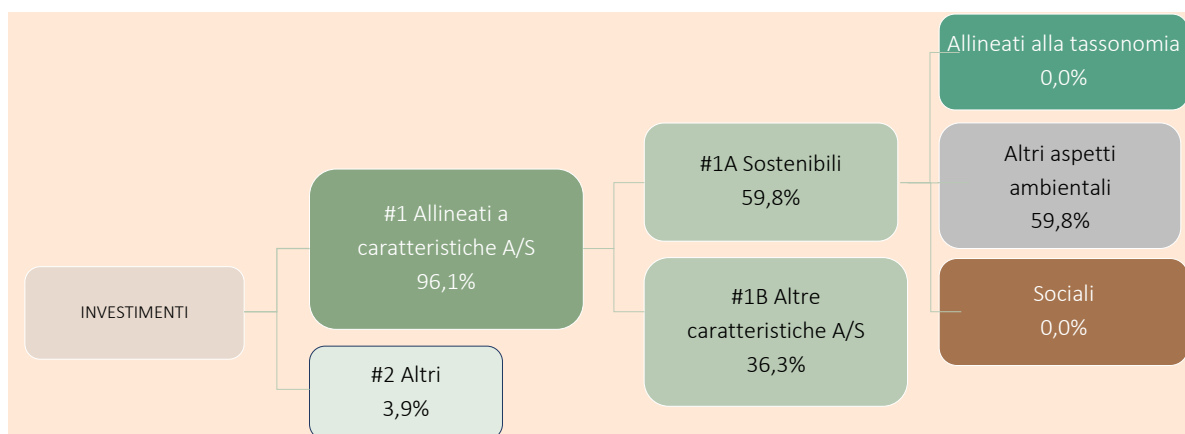 INVESTIMENTI
#1 Allineati a
caratteristiche A/S
96,1%
#2 Altri
3,9%
#1A Sostenibili
59,8%
#1B Altre
caratteristiche A/S
36,3%
Allineati alla tassonomia
0,0%
Altri aspetti
ambientali
59,8%
Sociali
0,0%